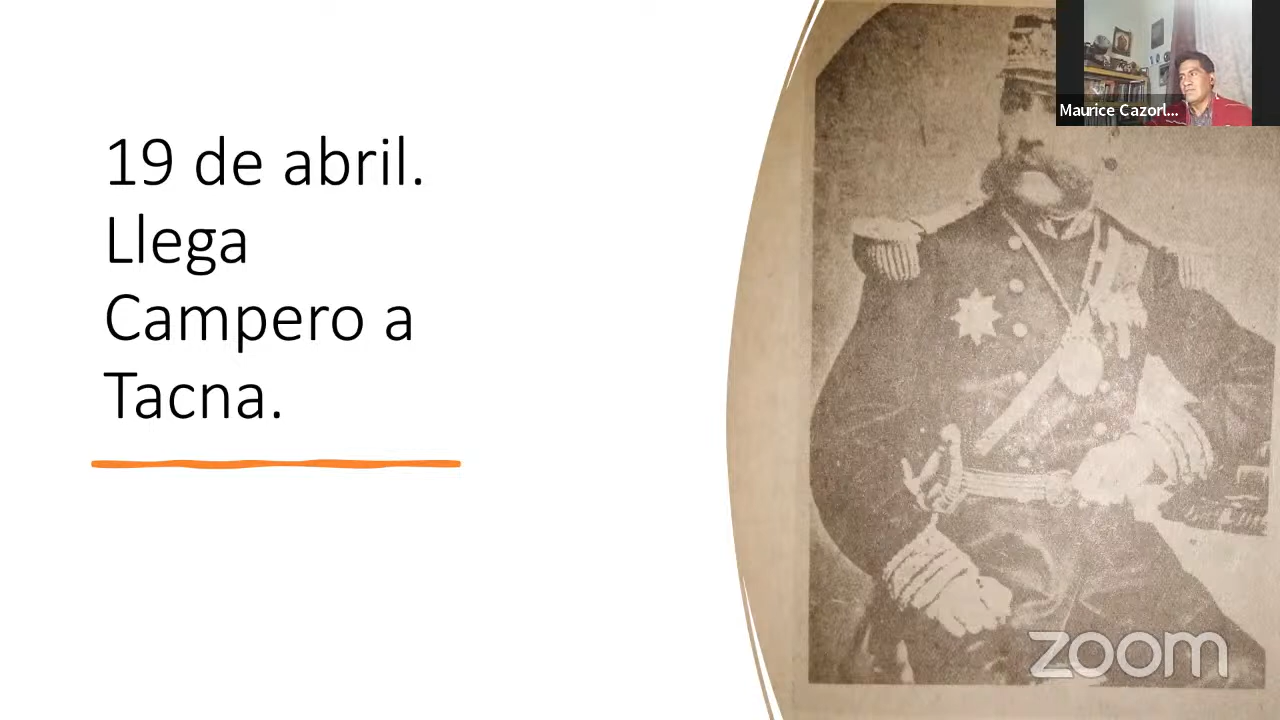 19 de abril.
Llega
Campero a
Tacna.
Maurice Cazorl...
zoom